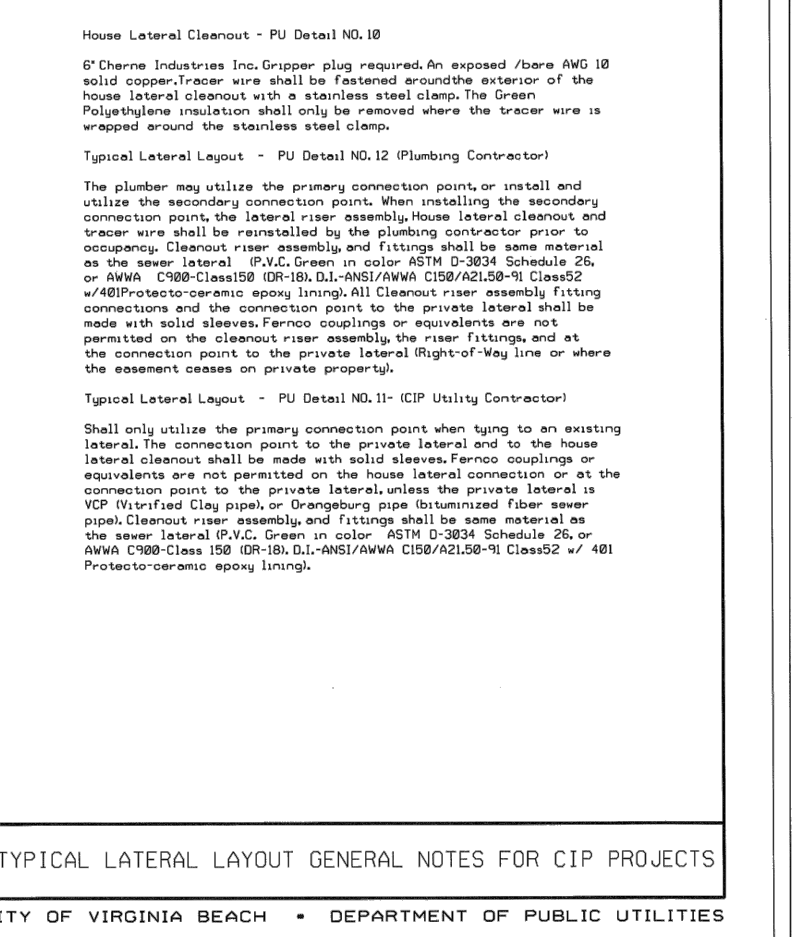 House Lateral Cleanout - PU Detail NO. 10
6" Cherne Industries Inc. Gripper plug required. An exposed /bare AWG 10
solid copper.Tracer wire shall be fastened aroundthe exterior of the
house lateral cleanout with a stainless steel clamp. The Green
Polyethylene insulation shall only be removed where the tracer wire is
wrapped around the stainless steel clamp.
Typical Lateral Layout - PU Detail NO. 12 (Plumbing Contractor)
The plumber may utilize the primary connection point, or install and
utilize the secondary connection point. When installing the secondary
connection point, the lateral riser assembly, House lateral cleanout and
tracer wire shall be reinstalled by the plumbing contractor prior to
occupancy. Cleanout riser assembly, and fittings shall be same material
as the sewer lateral (P.V.C. Green in color ASTM D-3034 Schedule 26,
or AWWA C900-Class150 (DR-18). D.I.-ANSI/AWWA C150/A21.50-91 Class52
w/401Protecto-ceramic epoxy lining). All Cleanout riser assembly fitting
connections and the connection point to the private lateral shall be
made with solid sleeves. Fernco couplings or equivalents are not
permitted on the cleanout riser assembly, the riser fittings, and at
the connection point to the private lateral (Right-of-Way line or where
the easement ceases on private property).
Typical Lateral Layout - PU Detail NO. 11- (CIP Utility Contractor)
Shall only utilize the primary connection point when tying to an existing
lateral. The connection point to the private lateral and to the house
lateral cleanout shall be made with solid sleeves. Fernco couplings or
equivalents are not permitted on the house lateral connection or at the
connection point to the private lateral, unless the private lateral is
VCP (Vitrified Clay pipe), or Orangeburg pipe (bituminized fiber sewer
pipe). Cleanout riser assembly, and fittings shall be same material as
the sewer lateral (P.V.C. Green in color ASTM D-3034 Schedule 26, or
AWWA C900-Class 150 (DR-18). D.I.-ANSI/AWWA C150/A21.50-91 Class52 w/ 401
Protecto-ceramic epoxy lining).
TYPICAL LATERAL LAYOUT GENERAL NOTES FOR CIP PROJECTS
ITY OF VIRGINIA BEACH • DEPARTMENT OF PUBLIC UTILITIES